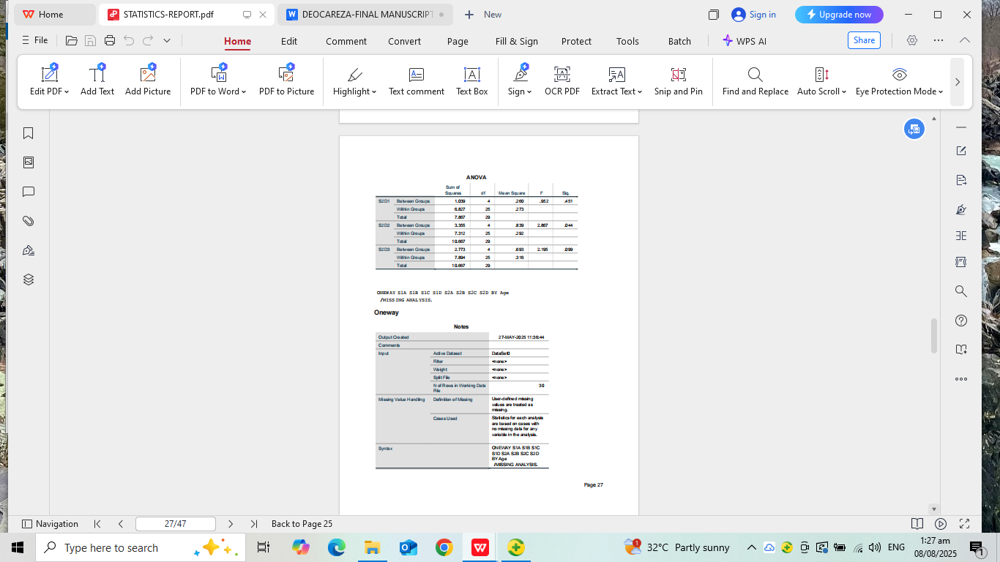 Home
STATISTICS-REPORT.pdf
DEOCAREZA-FINAL MANUSCRIPT
New
Sign in
Upgrade now
File
Home Edit Comment Convert Page Fill & Sign Protect Tools Batch WPS AI Share
Edit PDF Add Text Add Picture PDF to Word PDF to Picture Highlight Text comment Text Box Sign OCR PDF Extract Text Snip and Pin Find and Replace Auto Scroll Eye Protection Mode
ANOVA
Sum of Squares df Mean Square F Sig.
S2D1 Between Groups 1.039 4 .260 .952 .451
Within Groups 6.827 25 .273
Total 7.867 29
S2D2 Between Groups 3.355 4 .839 2.867 .044
Within Groups 7.312 25 .292
Total 10.667 29
S2D3 Between Groups 2.773 4 .693 2.195 .099
Within Groups 7.894 25 .316
Total 10.667 29
ONEWAY S1A S1B S1C S1D S2A S2B S2C S2D BY Age
/MISSING ANALYSIS.
Oneway
Notes
Output Created 27-MAY-2025 11:36:44
Comments
Input Active Dataset DataSet0
Filter <none>
Weight <none>
Split File <none>
N of Rows in Working Data File 30
Missing Value Handling Definition of Missing User-defined missing
values are treated as
missing.
Cases Used Statistics for each analysis
are based on cases with
no missing data for any
variable in the analysis.
Syntax ONEWAY S1A S1B S1C
S1D S2A S2B S2C S2D
BY Age
/MISSING ANALYSIS.
Page 27
Navigation 27/47 Back to Page 25
Type here to search
1
32°C Partly sunny
ENG
1:27 am
08/08/2025
1